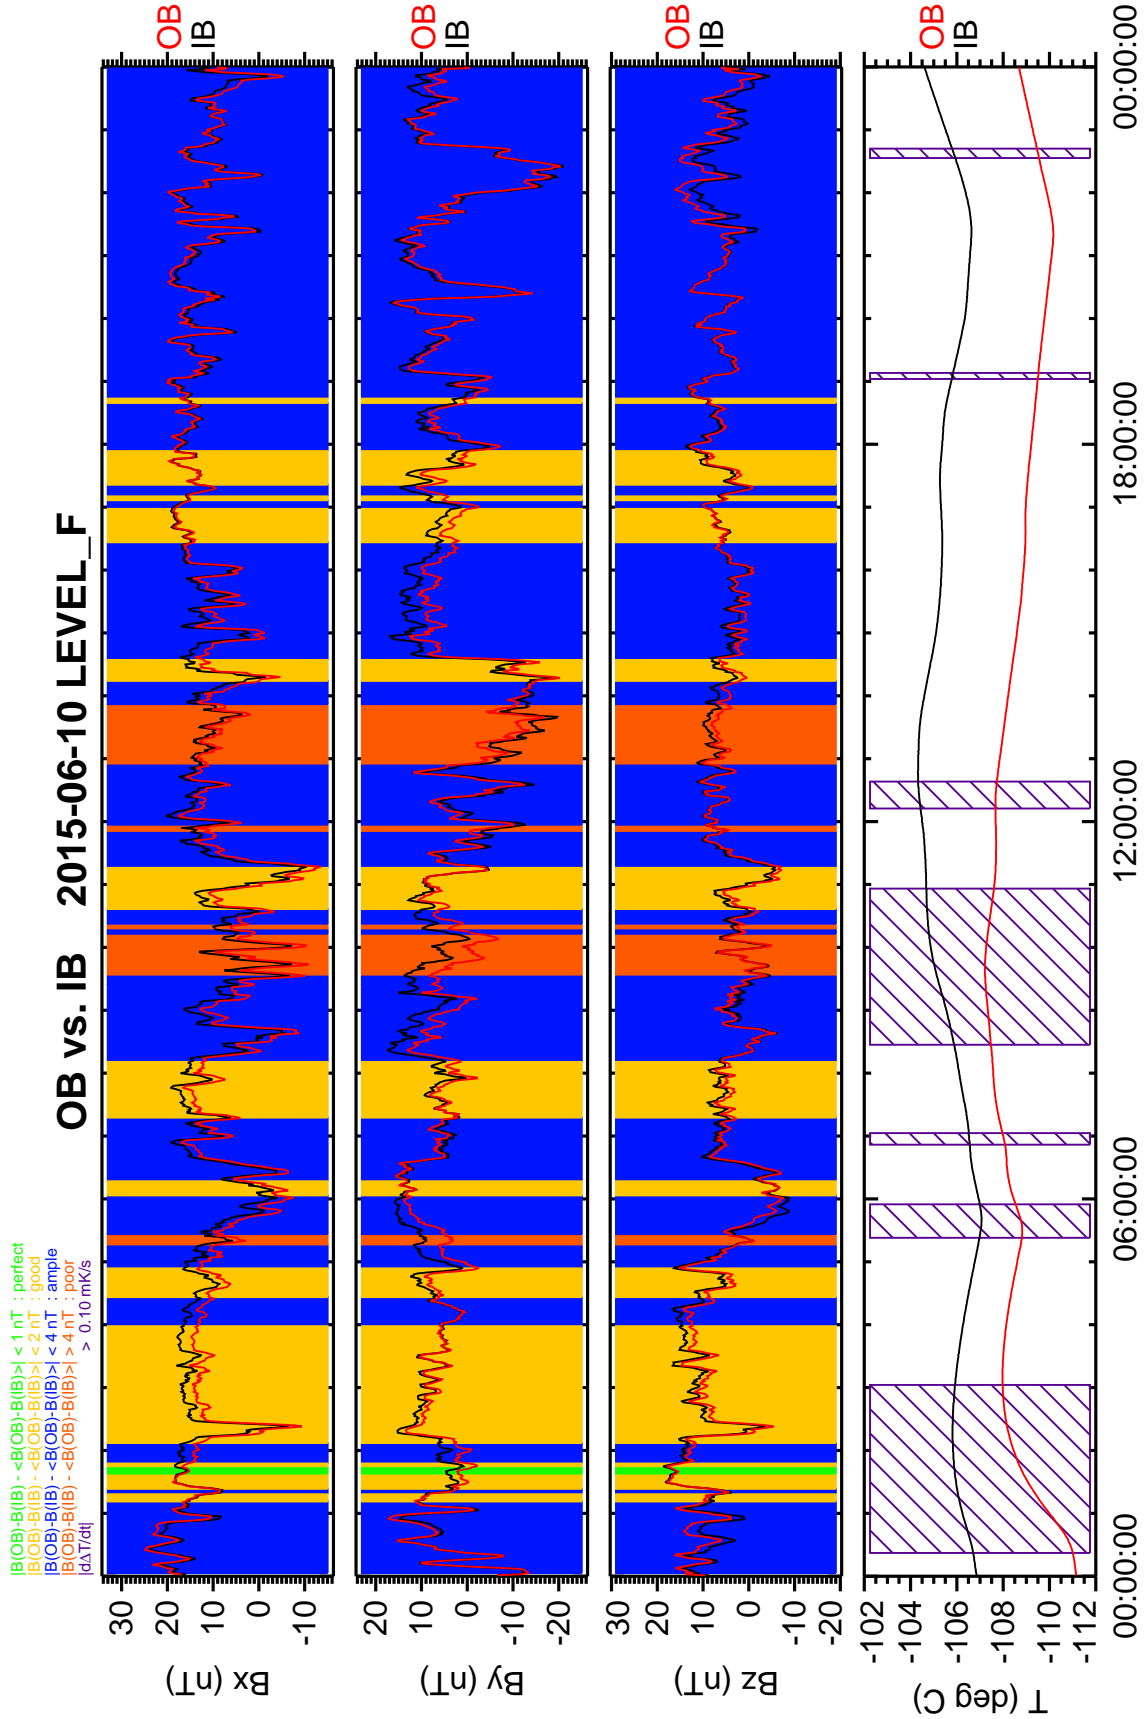 |B(OB)-B(IB) - <B(OB)-B(IB)>| < 1 nT : perfect
|B(OB)-B(IB) - <B(OB)-B(IB)>| < 2 nT : good
|B(OB)-B(IB) - <B(OB)-B(IB)>| < 4 nT : ample
|B(OB)-B(IB) - <B(OB)-B(IB)>| > 4 nT : poor
|dΔT/dt| > 0.10 mK/s
OB vs. IB 2015-06-10 LEVEL_F
Bx (nT)
30
20
10
0
-10
OB
IB
By (nT)
20
10
0
-10
-20
OB
IB
Bz (nT)
30
20
10
0
-10
-20
OB
IB
T (deg C)
-102
-104
-106
-108
-110
-112
OB
IB
00:00:00
06:00:00
12:00:00
18:00:00
00:00:00